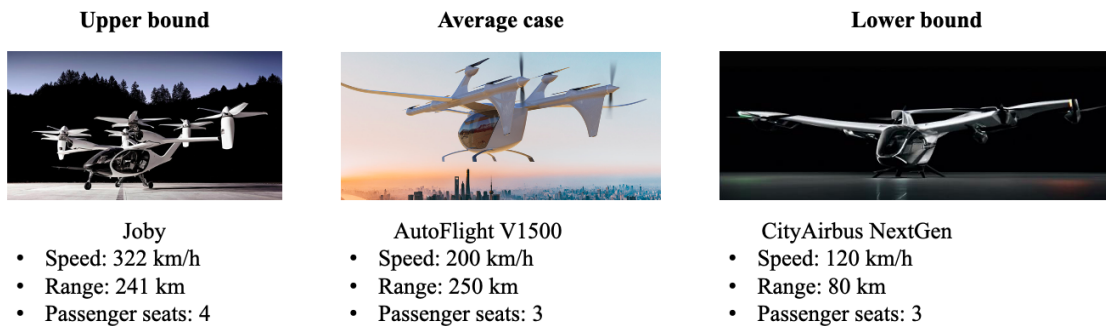 Upper bound
Average case
Lower bound
Joby
• Speed: 322 km/h
• Range: 241 km
• Passenger seats: 4
AutoFlight V1500
• Speed: 200 km/h
• Range: 250 km
• Passenger seats: 3
CityAirbus NextGen
• Speed: 120 km/h
• Range: 80 km
• Passenger seats: 3